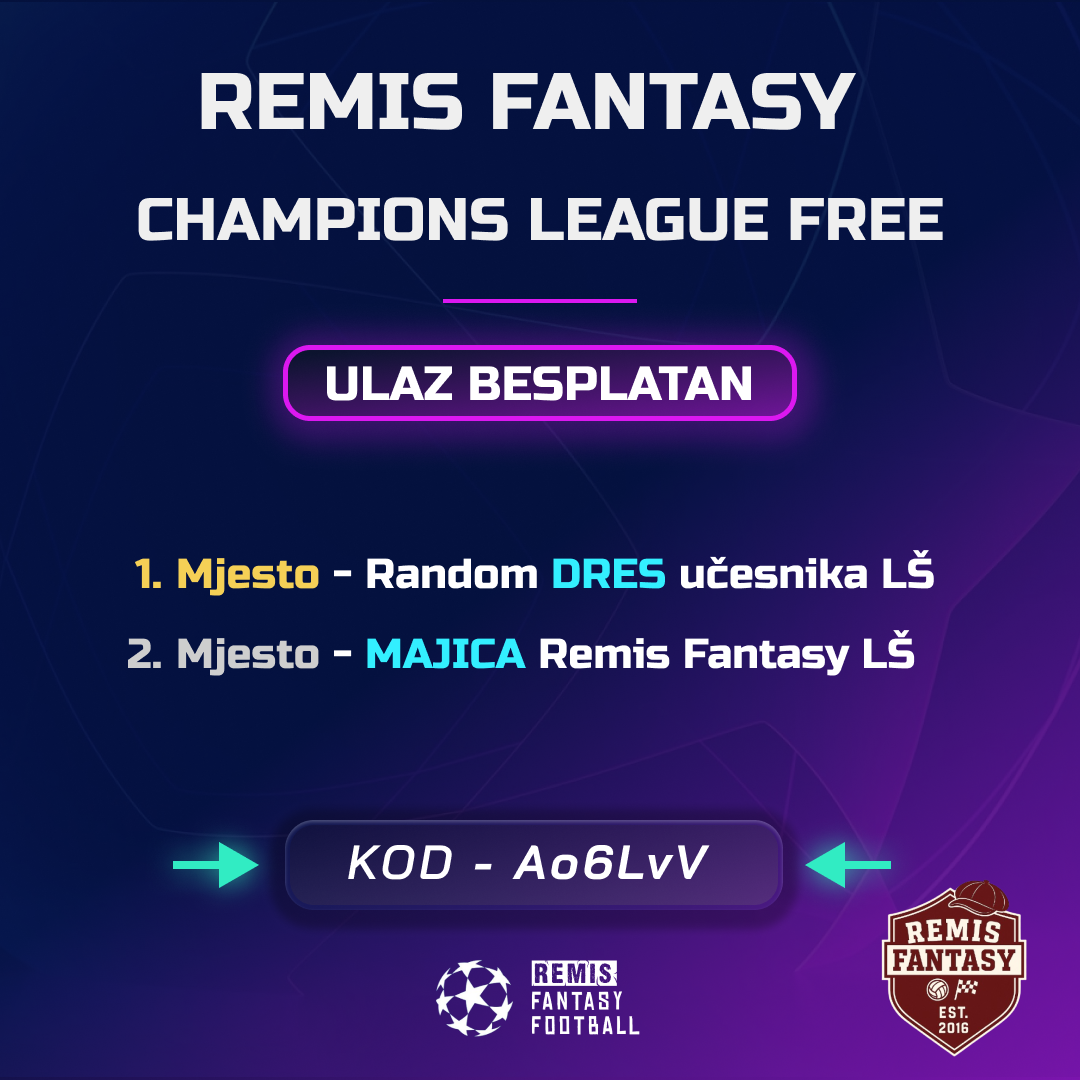 REMIS FANTASY
CHAMPIONS LEAGUE FREE
ULAZ BESPLATAN
1. Mjesto - Random DRES učesnika LŠ
2. Mjesto - MAJICA Remis Fantasy LŠ
KOD - Ao6LvV
REMIS
FANTASY
FOOTBALL
REMIS
FANTASY
EST.
2016